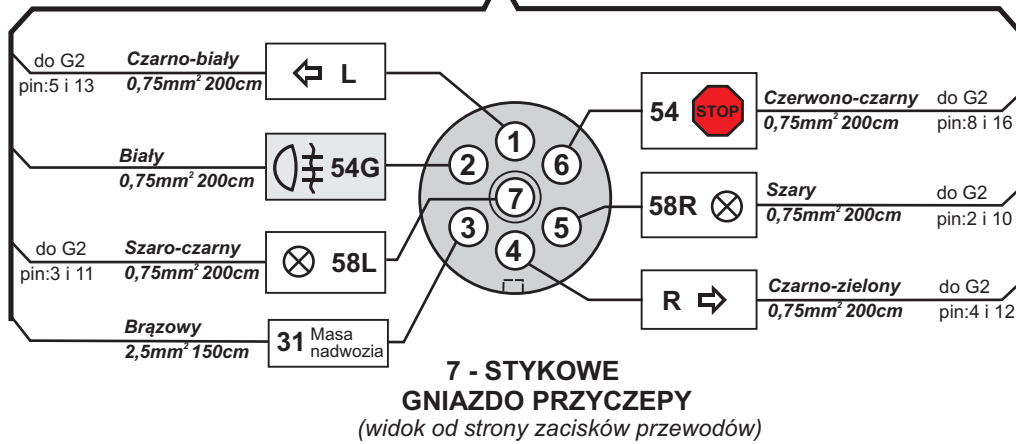 do G2
pin:5 i 13
Czarno-biały
0,75mm² 200cm
L
1
Biały
0,75mm² 200cm
54G
2
do G2
pin:3 i 11
Szaro-czarny
0,75mm² 200cm
58L
7
Brązowy
2,5mm² 150cm
31 Masa
nadwozia
3
6
54 STOP
Czerwono-czarny
0,75mm² 200cm
do G2
pin:8 i 16
5
58R
Szary
0,75mm² 200cm
do G2
pin:2 i 10
4
R
Czarno-zielony
0,75mm² 200cm
do G2
pin:4 i 12
7 - STYKOWE
GNIAZDO PRZYCZEPY
(widok od strony zacisków przewodów)